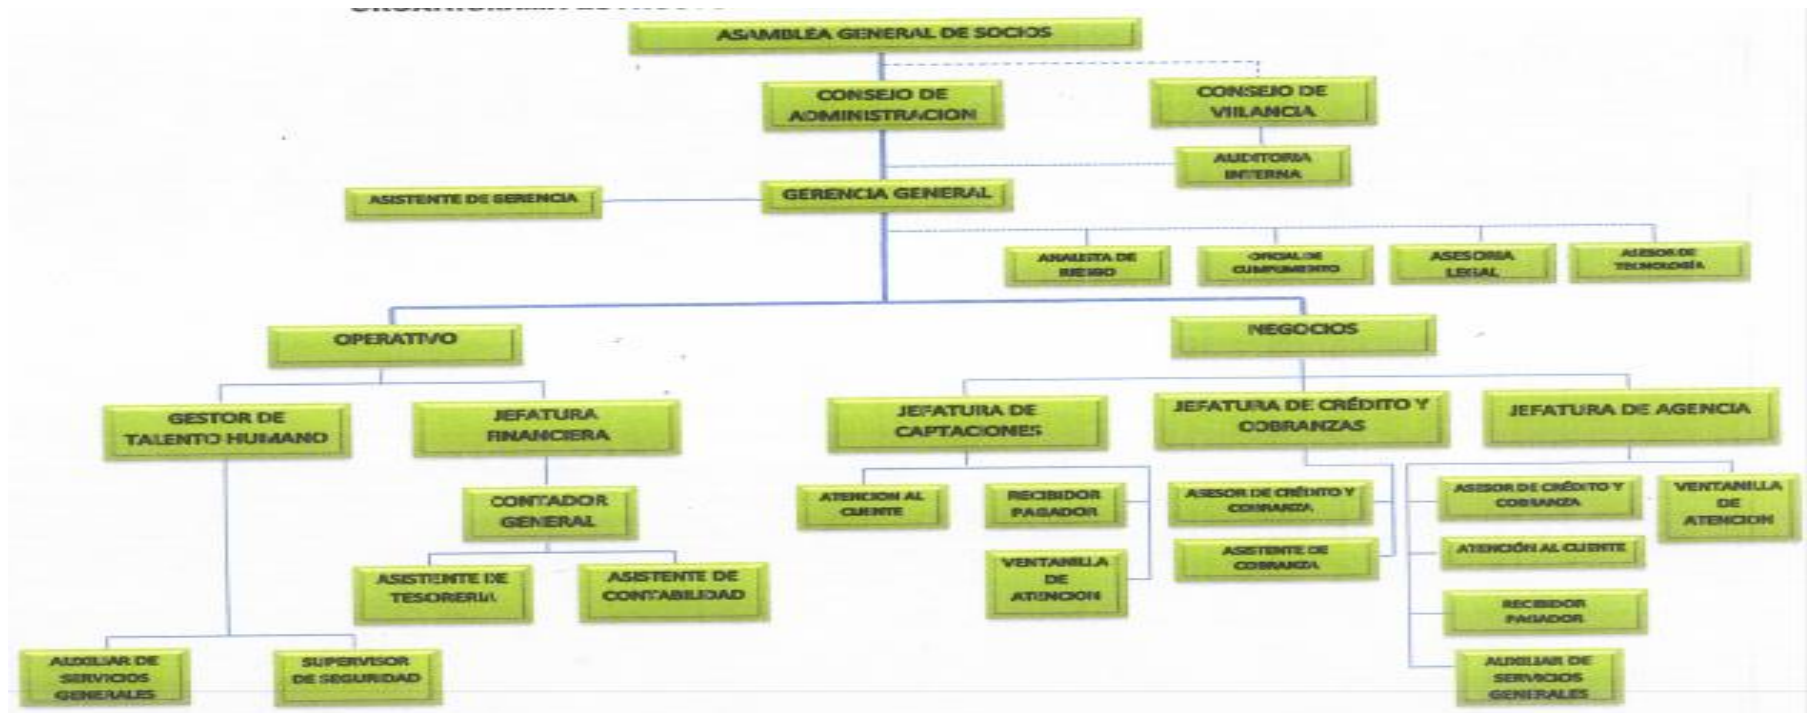 ASAMBLEA GENERAL DE SOCIOS
CONSEJO DE
ADMINISTRACION
CONSEJO DE
VIILANCIA
AUDITORIA
INTERNA
ASISTENTE DE GERENCIA
GERENCIA GENERAL
ANALISTA DE
RIESGO
OFICIAL DE
CUMPLIMIENTO
ASESORIA
LEGAL
ASESOR DE
TECNOLOGÍA
OPERATIVO
NEGOCIOS
GESTOR DE
TALENTO HUMANO
JEFATURA
FINANCIERA
JEFATURA DE
CAPTACIONES
JEFATURA DE CRÉDITO Y
COBRANZAS
JEFATURA DE AGENCIA
CONTADOR
GENERAL
ATENCION AL
CLIENTE
RECIBIDOR
PAGADOR
ASESOR DE CRÉDITO Y
COBRANZA
ASESOR DE CRÉDITO Y
COBRANZA
VENTANILLA
DE
ATENCION
ASISTENTE DE
TESORERIA
ASISTENTE DE
CONTABILIDAD
VENTANILLA
DE
ATENCION
ASISTENTE DE
COBRANZA
ATENCIÓN AL CLIENTE
RECIBIDOR
PAGADOR
AUXILIAR DE
SERVICIOS
GENERALES
SUPERVISOR
DE SEGURIDAD
AUXILIAR DE
SERVICIOS
GENERALES